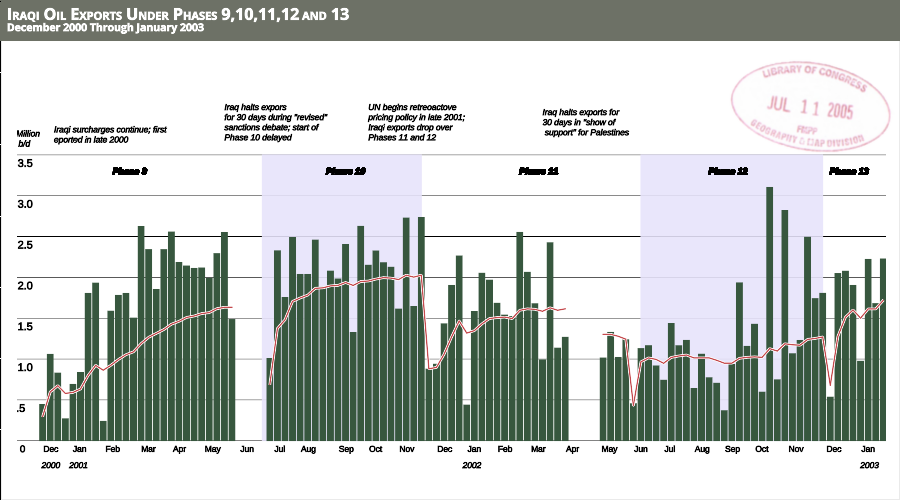 IRAQI OIL EXPORTS UNDER PHASES 9,10,11,12 AND 13
December 2000 Through January 2003
LIBRARY OF CONGRESS
JUL 11 2005
GEOGRAPHY & MAP DIVISION
Million
b/d
Iraqi surcharges continue; first
eported in late 2000
Iraq halts expors
for 30 days during "revised"
sanctions debate; start of
Phase 10 delayed
UN begins retreoactve
pricing policy in late 2001;
Iraqi exports drop over
Phases 11 and 12
Iraq halts exports for
30 days in "show of
support" for Palestines
3.5
3.0
2.5
2.0
1.5
1.0
.5
0
Phase 9 Phase 10 Phase 11 Phase 12 Phase 13
Dec Jan Feb Mar Apr May Jun Jul Aug Sep Oct Nov Dec Jan Feb Mar Apr May Jun Jul Aug Sep Oct Nov Dec Jan
2000 2001 2002 2003